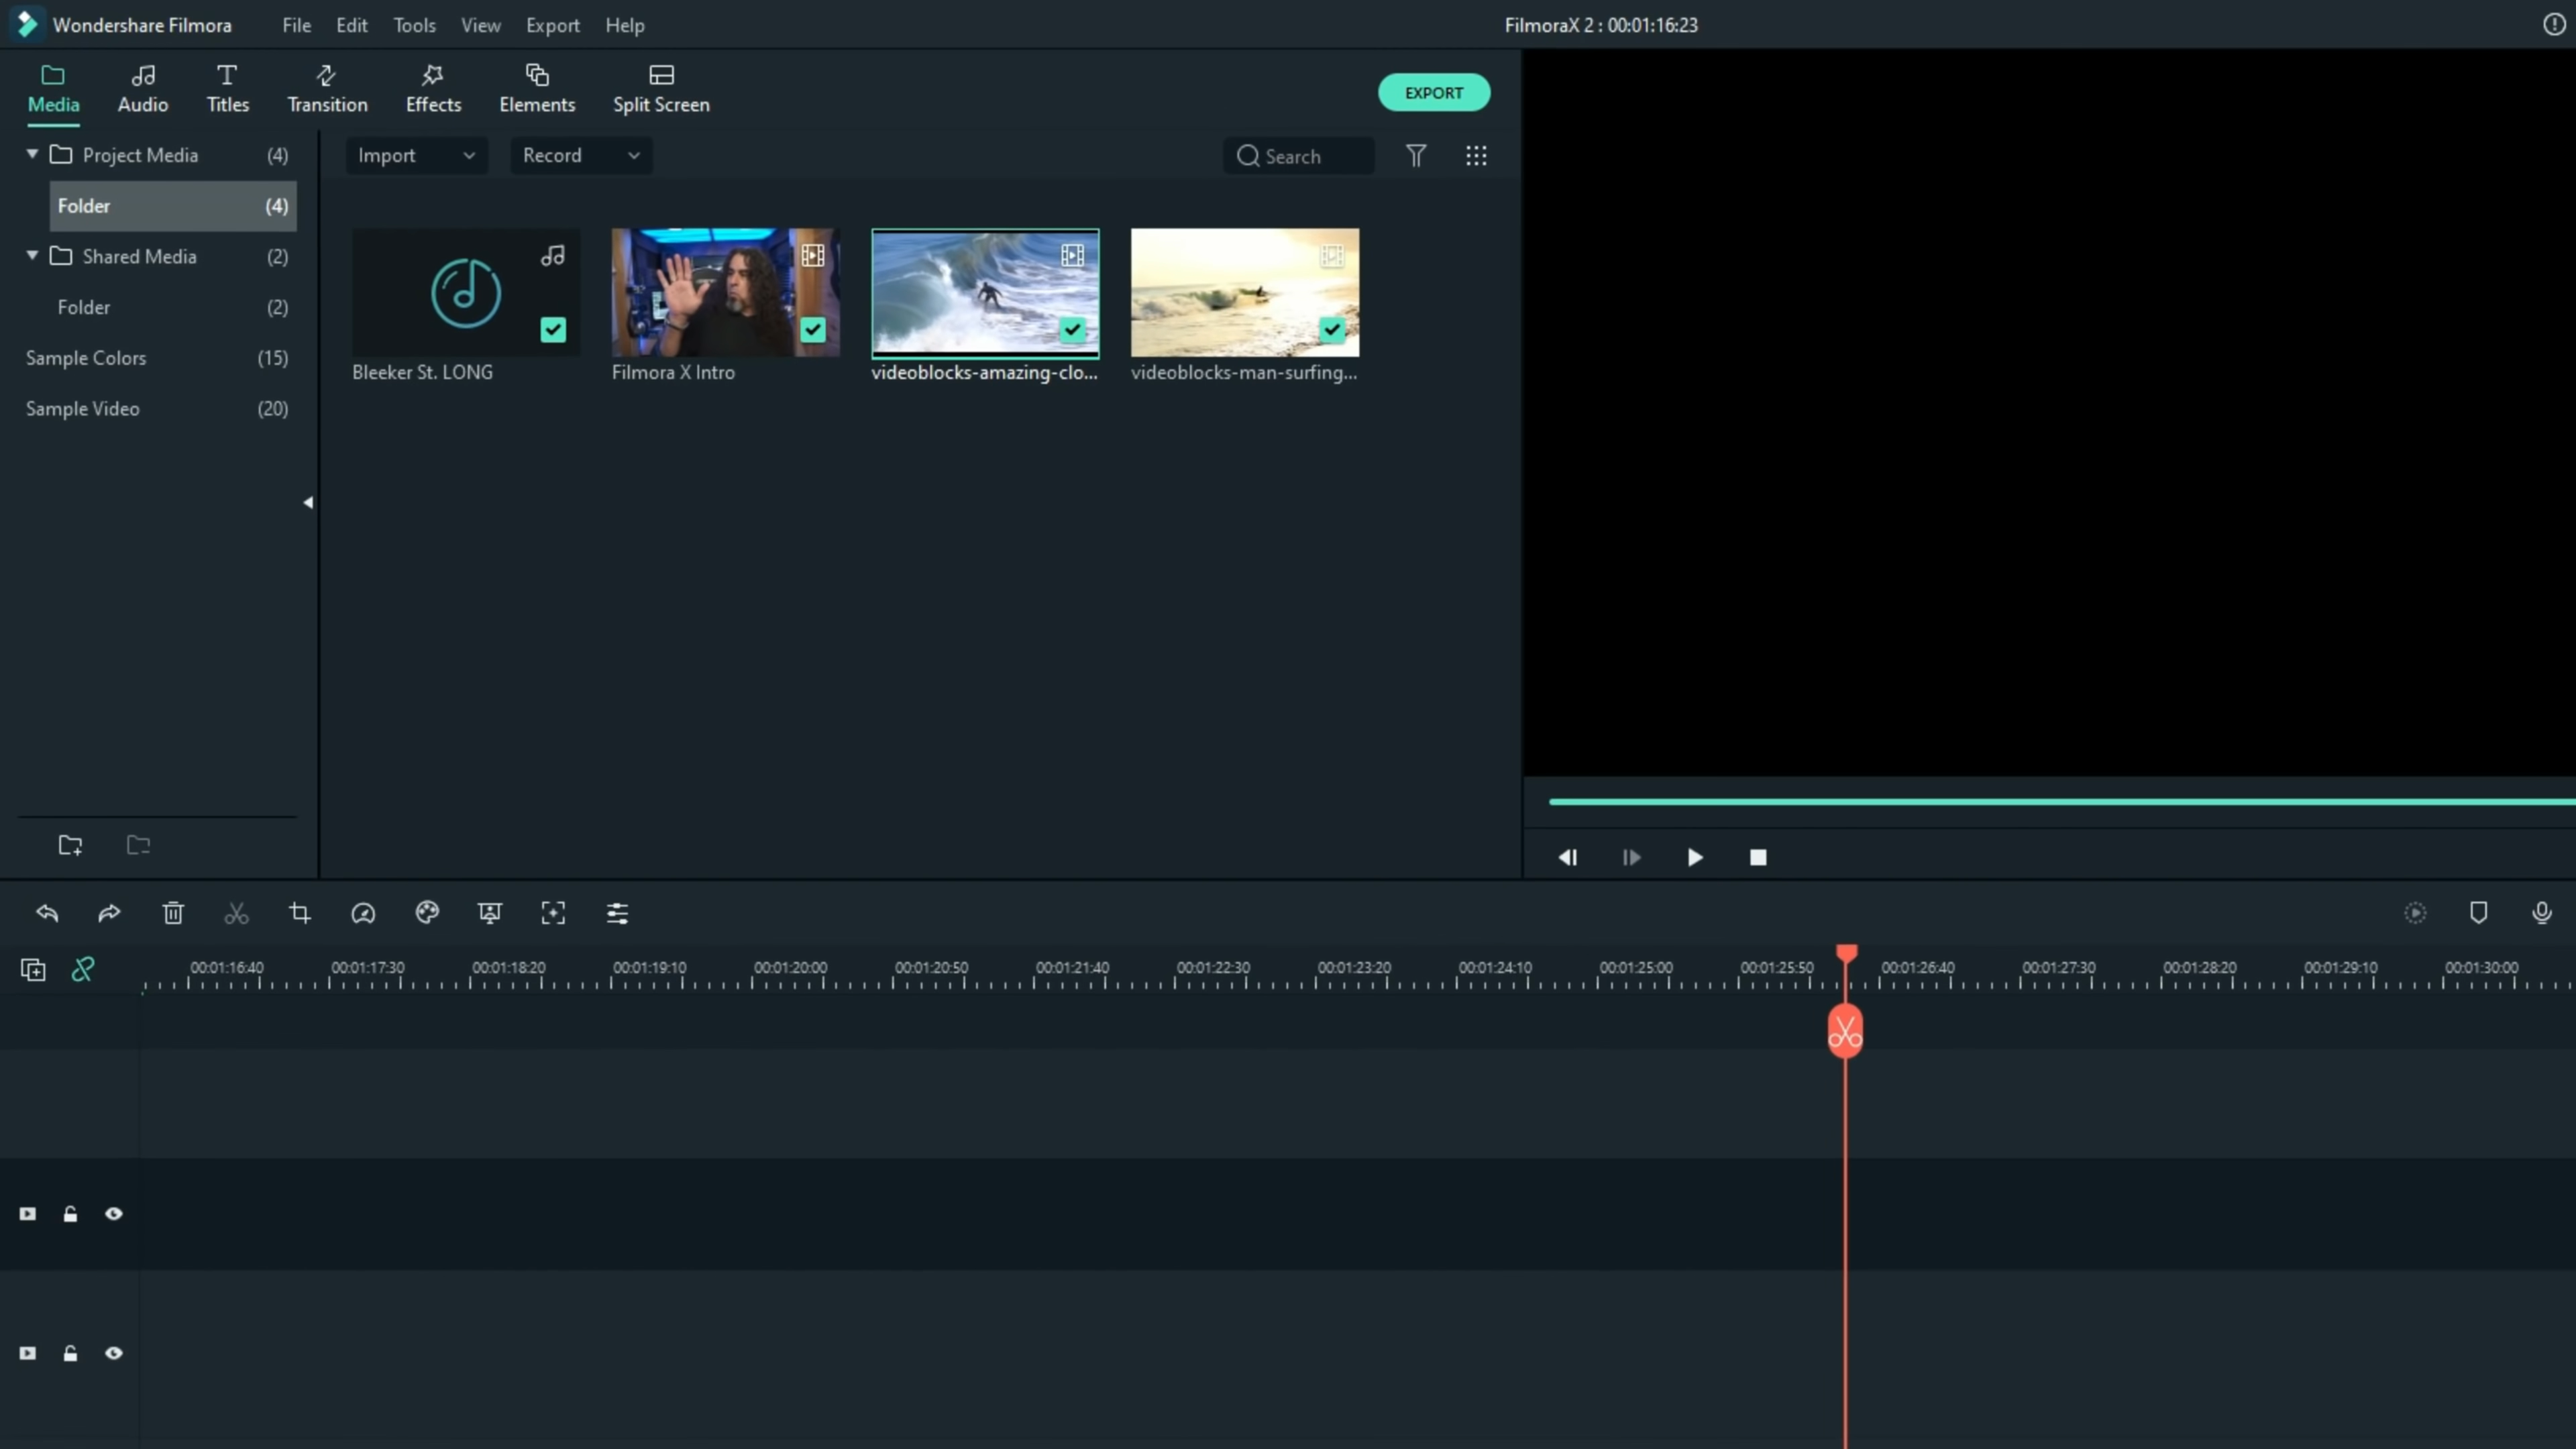 Wondershare Filmora File Edit Tools View Export Help FilmoraX 2 : 00:01:16:23
Media Audio Titles Transition Effects Elements Split Screen EXPORT
Project Media (4) Import Record Search
Folder (4)
Shared Media (2)
Folder (2)
Sample Colors (15)
Sample Video (20)
Bleeker St. LONG Filmora X Intro videoblocks-amazing-clo... videoblocks-man-surfing...
00:01:16:40 00:01:17:30 00:01:18:20 00:01:19:10 00:01:20:00 00:01:20:50 00:01:21:40 00:01:22:30 00:01:23:20 00:01:24:10 00:01:25:00 00:01:25:50 00:01:26:40 00:01:27:30 00:01:28:20 00:01:29:10 00:01:30:00